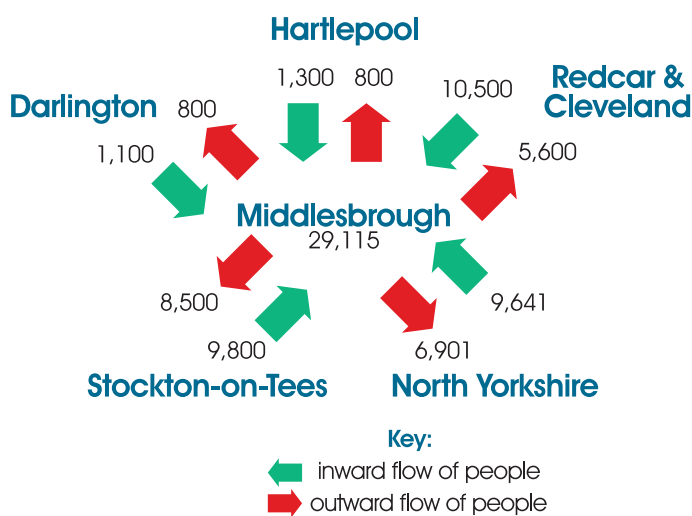 Hartlepool
1,300 800
Redcar &
Cleveland
10,500
5,600
Darlington
800
1,100
Middlesbrough
29,115
8,500
9,800
Stockton-on-Tees
9,641
6,901
North Yorkshire
Key:
inward flow of people
outward flow of people